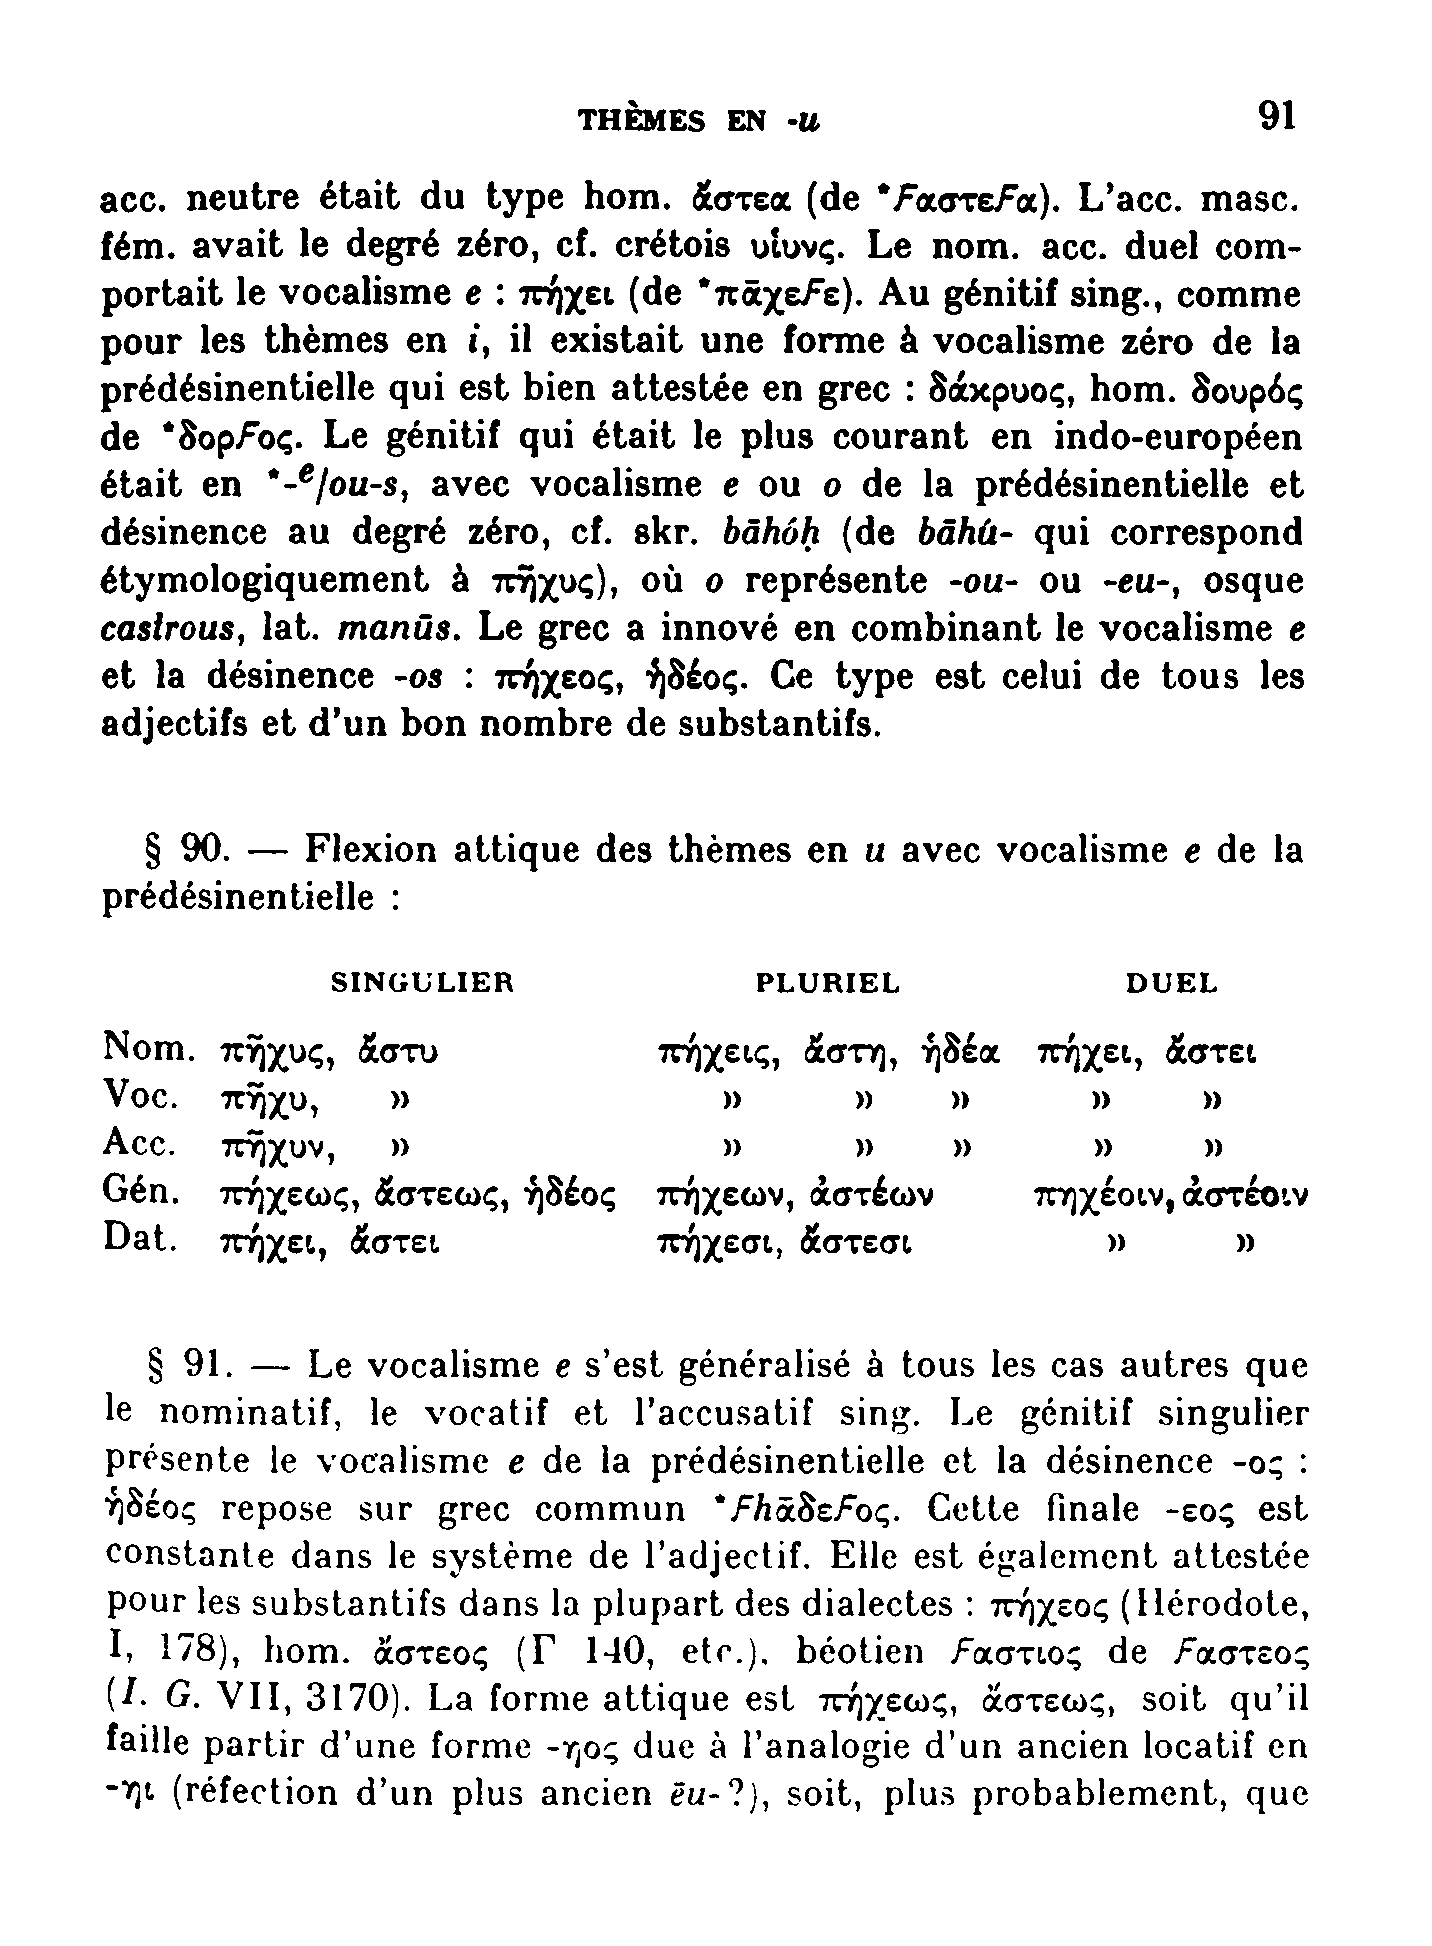 THÈMES EN -u 91
acc. neutre était du type hom. ἄστεα (de *ϝαστεϝα). L'acc. masc.
fém. avait le degré zéro, cf. crétois υἱυνς. Le nom. acc. duel com-
portait le vocalisme e : πήχει (de *πᾱχεϝε). Au génitif sing., comme
pour les thèmes en i, il existait une forme à vocalisme zéro de la
prédésinentielle qui est bien attestée en grec : δάκρυος, hom. δουρός
de *δορϝος. Le génitif qui était le plus courant en indo-européen
était en *-e/ou-s, avec vocalisme e ou o de la prédésinentielle et
désinence au degré zéro, cf. skr. bāhóḥ (de bāhú- qui correspond
étymologiquement à πῆχυς), où o représente -ou- ou -eu-, osque
castrous, lat. manūs. Le grec a innové en combinant le vocalisme e
et la désinence -os : πήχεος, ἡδέος. Ce type est celui de tous les
adjectifs et d'un bon nombre de substantifs.
§ 90. — Flexion attique des thèmes en u avec vocalisme e de la
prédésinentielle :
SINGULIER PLURIEL DUEL
Nom. πῆχυς, ἄστυ πήχεις, ἄστη, ἡδέα πήχει, ἄστει
Voc. πῆχυ, » » » » » »
Acc. πῆχυν, » » » » » »
Gén. πήχεως, ἄστεως, ἡδέος πήχεων, ἀστέων πηχέοιν, ἀστέοιν
Dat. πήχει, ἄστει πήχεσι, ἄστεσι » »
§ 91. — Le vocalisme e s'est généralisé à tous les cas autres que
le nominatif, le vocatif et l'accusatif sing. Le génitif singulier
présente le vocalisme e de la prédésinentielle et la désinence -ος :
ἡδέος repose sur grec commun *ϝhᾱδεϝος. Cette finale -εος est
constante dans le système de l'adjectif. Elle est également attestée
pour les substantifs dans la plupart des dialectes : πήχεος (Hérodote,
I, 178), hom. ἄστεος (Γ 140, etc.), béotien ϝαστιος de ϝαστεος
(I. G. VII, 3170). La forme attique est πήχεως, ἄστεως, soit qu'il
faille partir d'une forme -ηος due à l'analogie d'un ancien locatif en
-ηι (réfection d'un plus ancien ēu- ?), soit, plus probablement, que